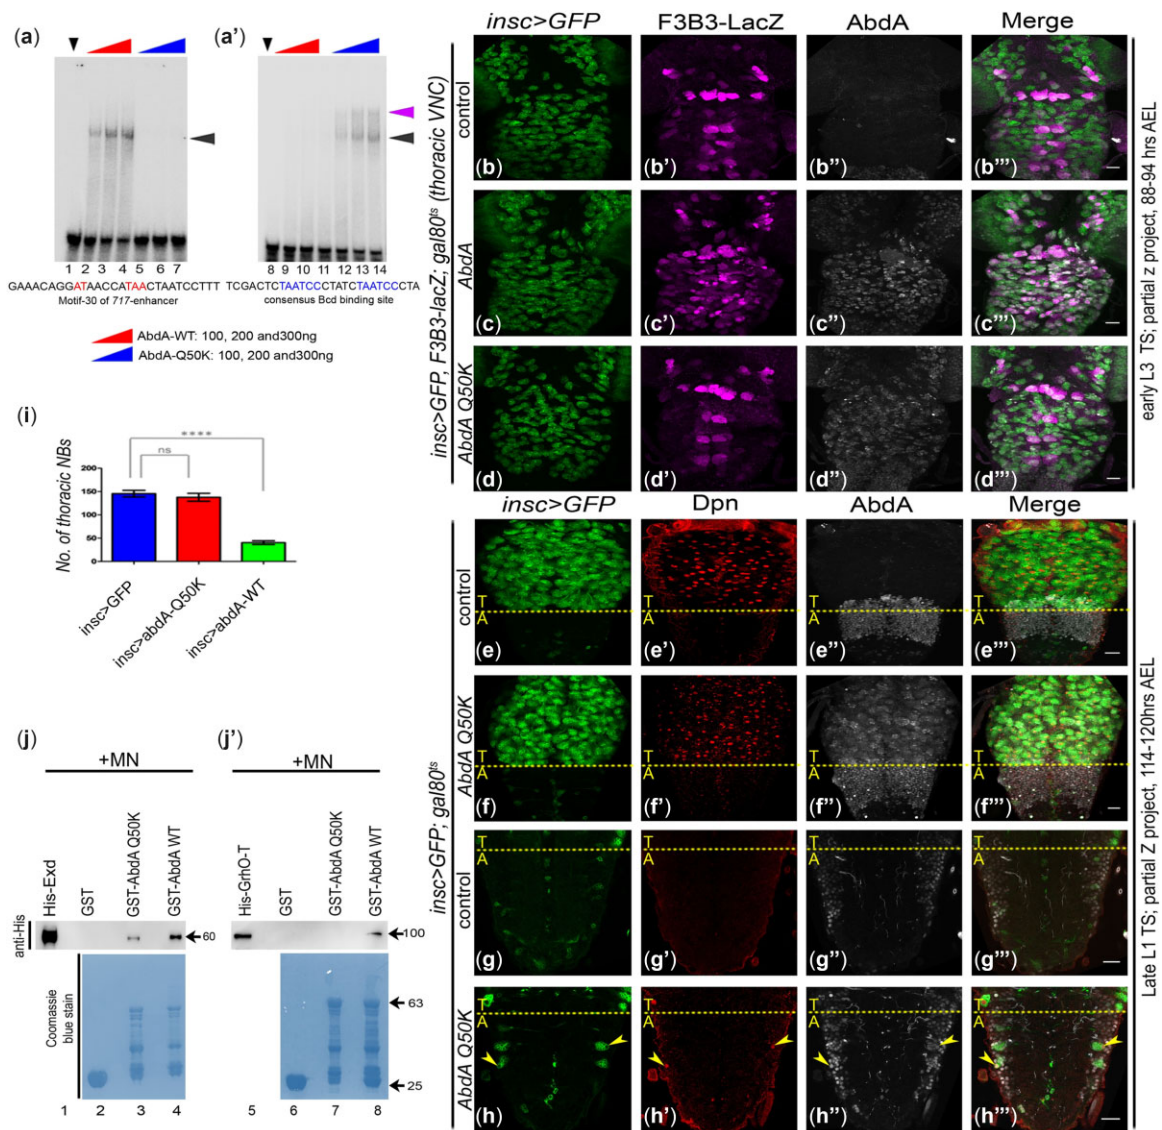 (a)
(a')
1 2 3 4 5 6 7
8 9 10 11 12 13 14
GAAACAGGATAACCATAACTAATCCTTT
TCGACTCTAATCCCTATCTAATCCCTA
Motif-30 of 717-enhancer
consensus Bcd binding site
AbdA-WT: 100, 200 and300ng
AbdA-Q50K: 100, 200 and300ng
(i)
No. of thoracic NBs
200
150
100
50
0
ns
****
insc>GFP
insc>abdA-Q50K
insc>abdA-WT
(j)
(j')
+MN
+MN
His-Exd
GST
GST-AbdA Q50K
GST-AbdA WT
His-GrhO-T
GST
GST-AbdA Q50K
GST-AbdA WT
anti-His
60
100
Coomassie
blue stain
63
25
1 2 3 4
5 6 7 8
insc>GFP F3B3-LacZ AbdA Merge
insc>GFP, F3B3-lacZ; gal80ts (thoracic VNC)
control
(b) (b') (b'') (b''')
AbdA
(c) (c') (c'') (c''')
AbdA Q50K
(d) (d') (d'') (d''')
early L3 TS; partial z project, 88-94 hrs AEL
insc>GFP Dpn AbdA Merge
insc>GFP; gal80ts
control
T T T T
A A A A
(e) (e') (e'') (e''')
AbdA Q50K
T T T T
A A A A
(f) (f') (f'') (f''')
control
T T T T
A A A A
(g) (g') (g'') (g''')
AbdA Q50K
T T T T
A A A A
(h) (h') (h'') (h''')
Late L1 TS; partial Z project, 114-120hrs AEL